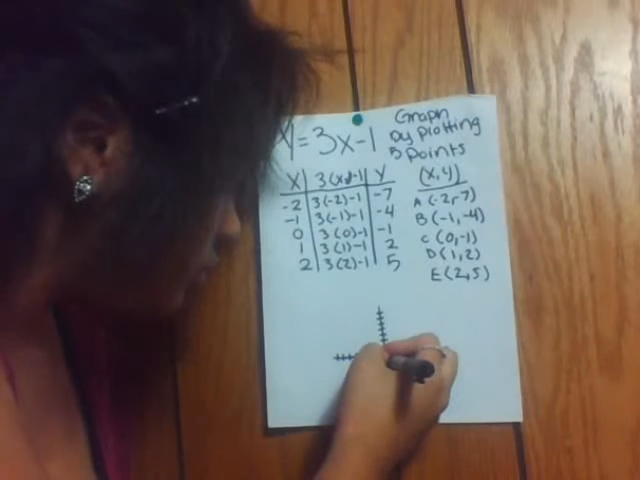 Y=3x-1
Graph
by plotting
5 points
X 3(x)-1 Y (X,Y)
-2 3(-2)-1 -7 A(-2,-7)
-1 3(-1)-1 -4 B(-1,-4)
0 3(0)-1 -1 C(0,-1)
1 3(1)-1 2 D(1,2)
2 3(2)-1 5 E(2,5)